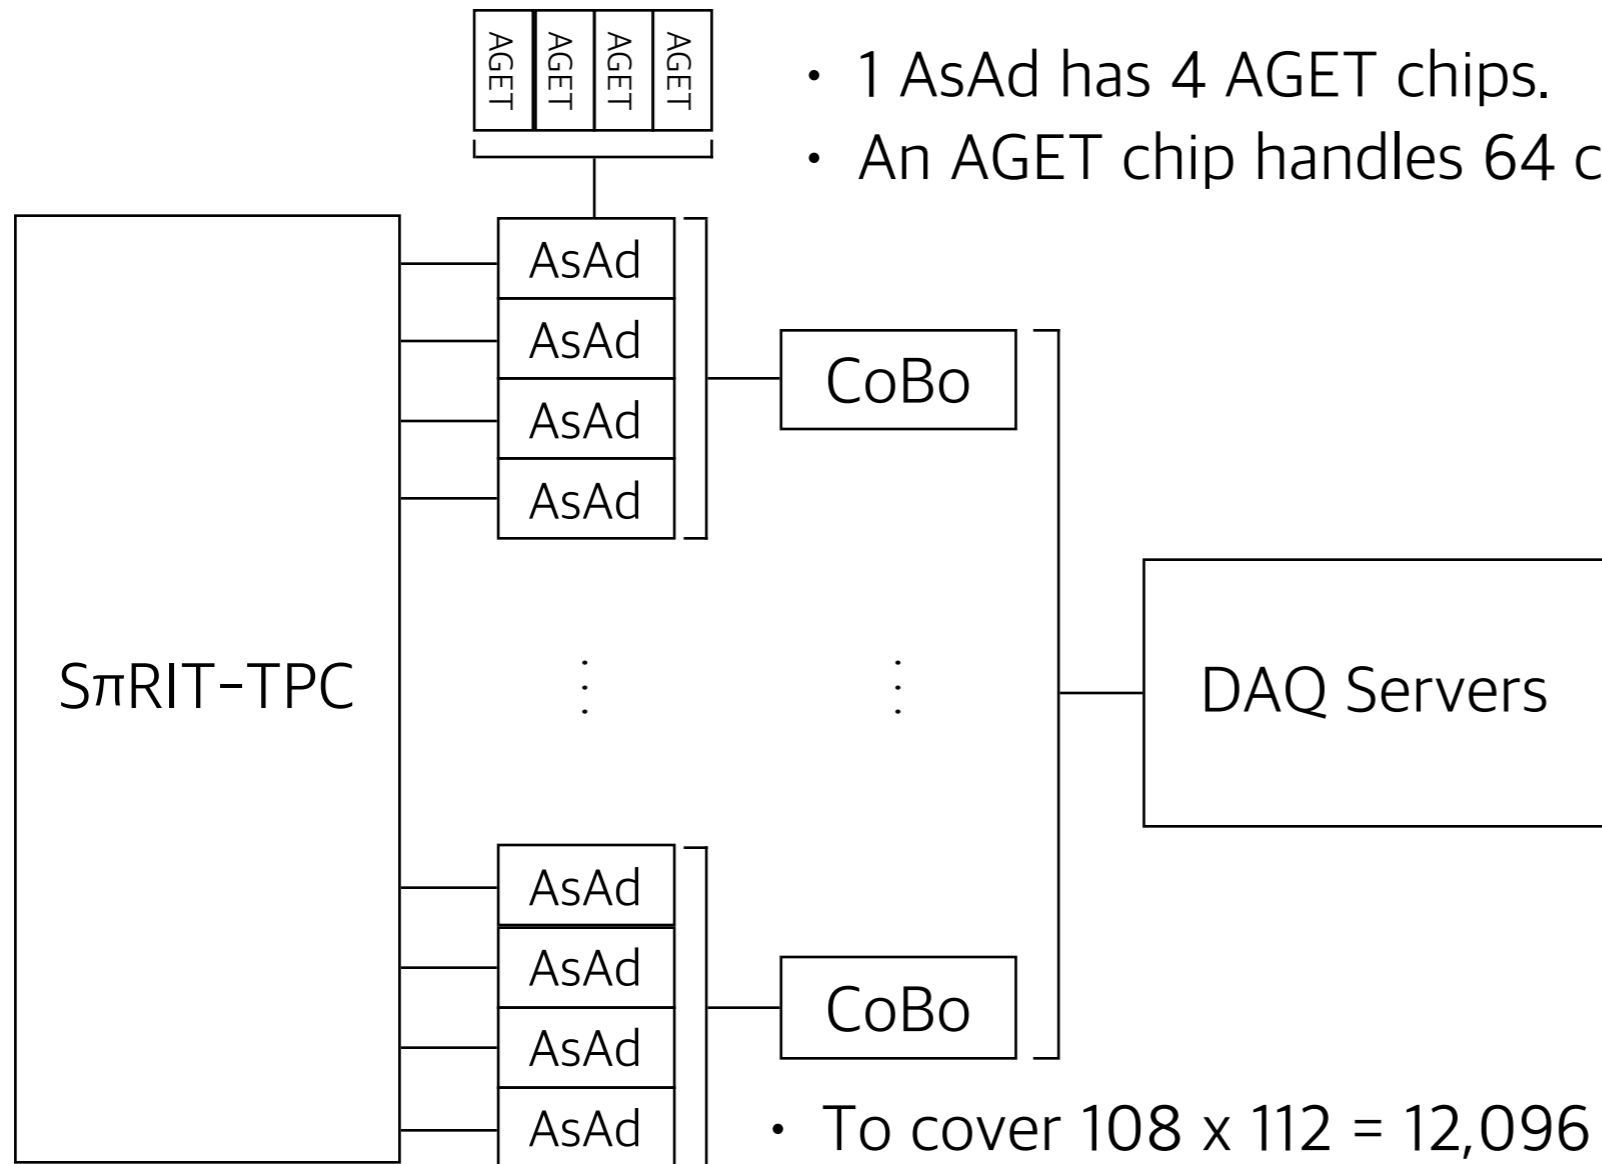 AGET AGET AGET AGET
• 1 AsAd has 4 AGET chips.
• An AGET chip handles 64 c
AsAd
AsAd
AsAd
AsAd
CoBo
SπRIT-TPC
DAQ Servers
AsAd
AsAd
AsAd
AsAd
CoBo
• To cover 108 x 112 = 12,096